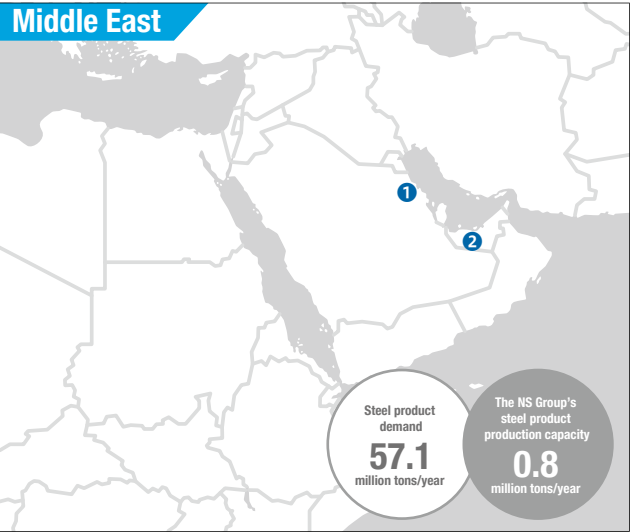 Middle East
1
2
Steel product
demand
57.1
million tons/year
The NS Group's
steel product
production capacity
0.8
million tons/year